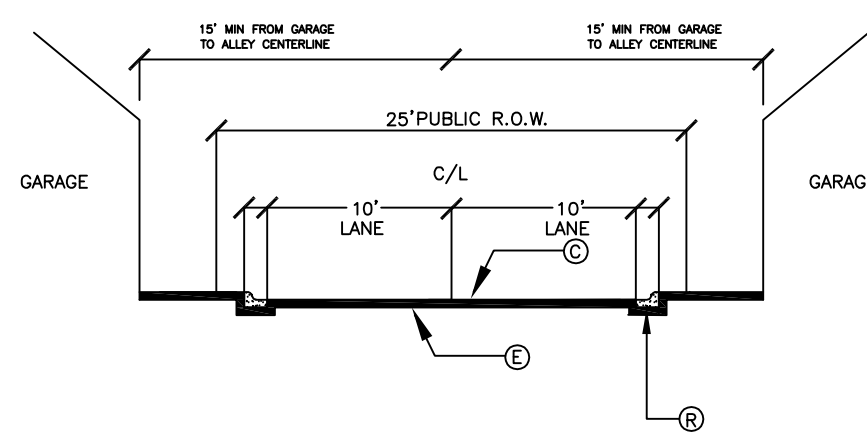 15' MIN FROM GARAGE
TO ALLEY CENTERLINE
15' MIN FROM GARAGE
TO ALLEY CENTERLINE
25'PUBLIC R.O.W.
C/L
GARAGE
GARAG
10'
LANE
10'
LANE
C
E
R